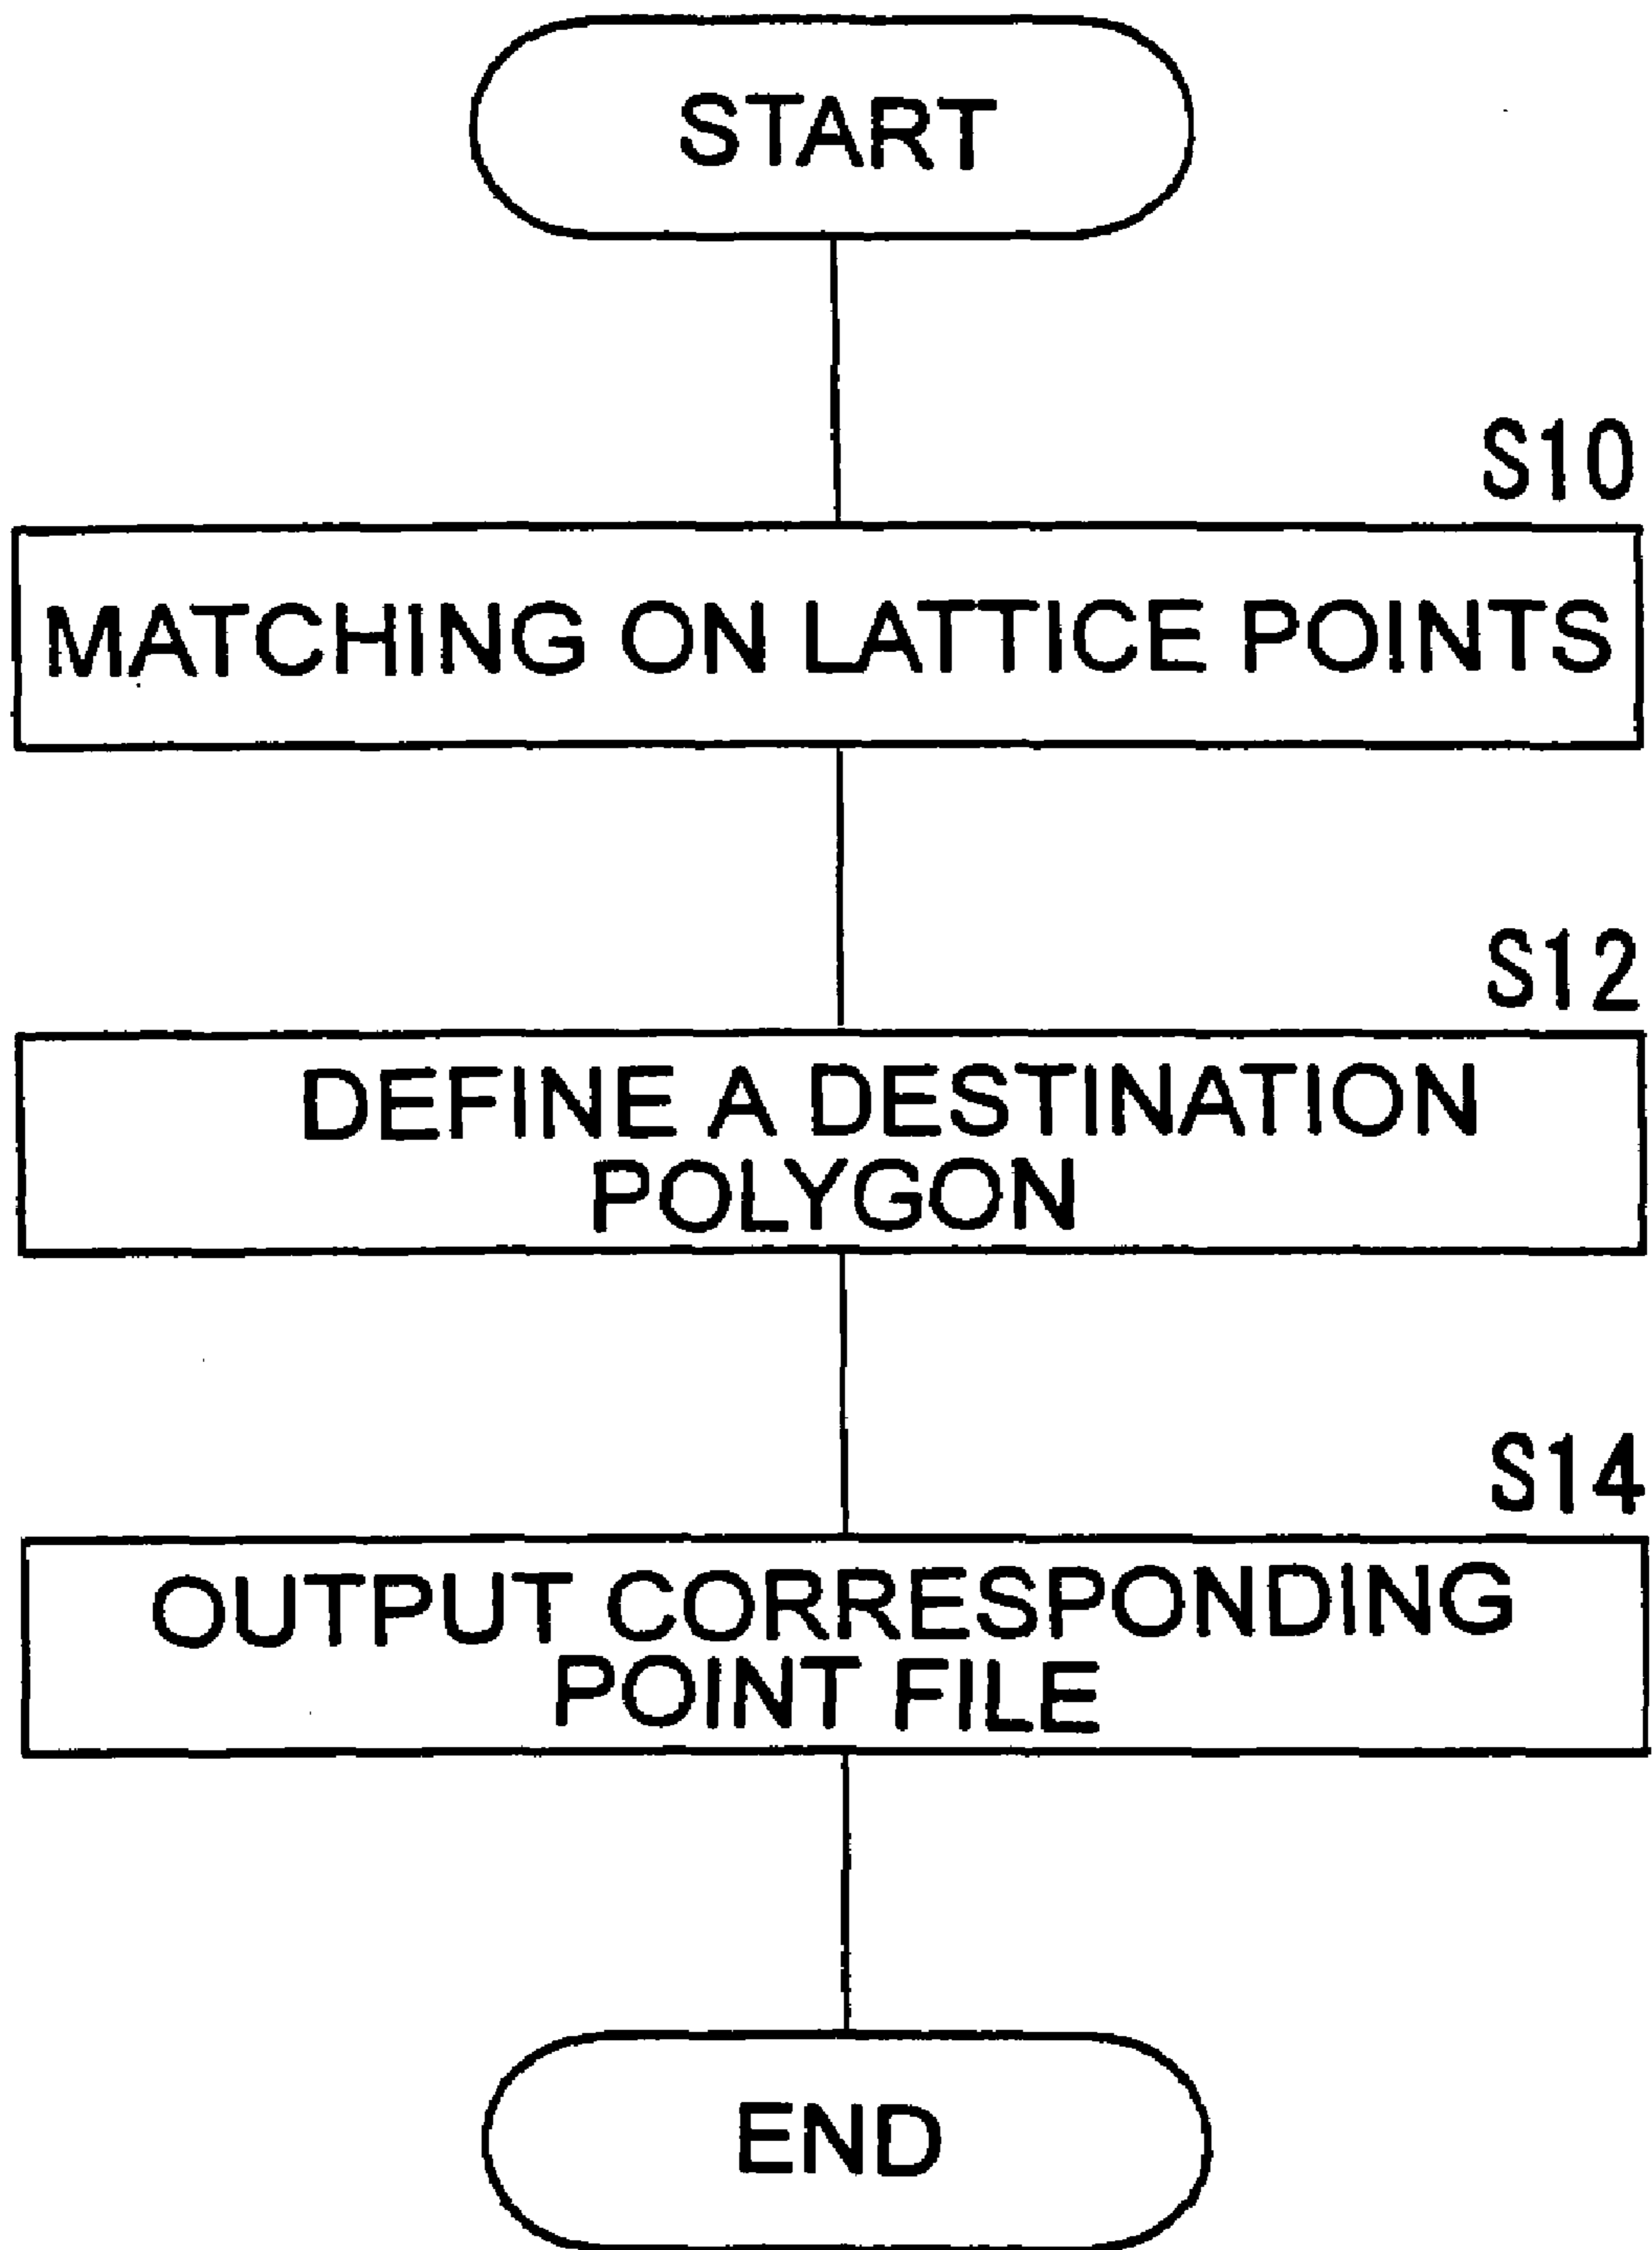 START
S10
MATCHING ON LATTICE POINTS
S12
DEFINE A DESTINATION
POLYGON
S14
OUTPUT CORRESPONDING
POINT FILE
END